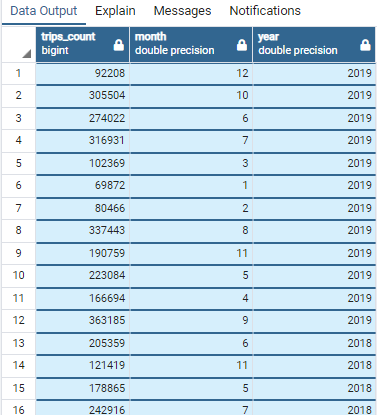 Data Output Explain Messages Notifications
trips_count month year
bigint double precision double precision
1 92208 12 2019
2 305504 10 2019
3 274022 6 2019
4 316931 7 2019
5 102369 3 2019
6 69872 1 2019
7 80466 2 2019
8 337443 8 2019
9 190759 11 2019
10 223084 5 2019
11 166694 4 2019
12 363185 9 2019
13 205359 6 2018
14 121419 11 2018
15 178865 5 2018
16 242916 7 2018